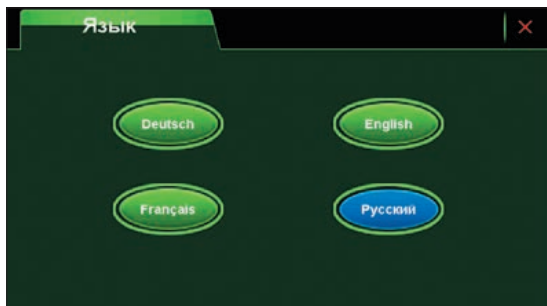 Язык
Deutsch
English
Français
Русский